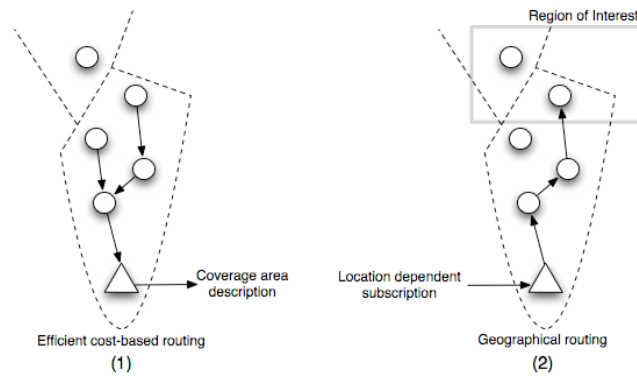 Region of Interest
Coverage area
description
Location dependent
subscription
Efficient cost-based routing
(1)
Geographical routing
(2)